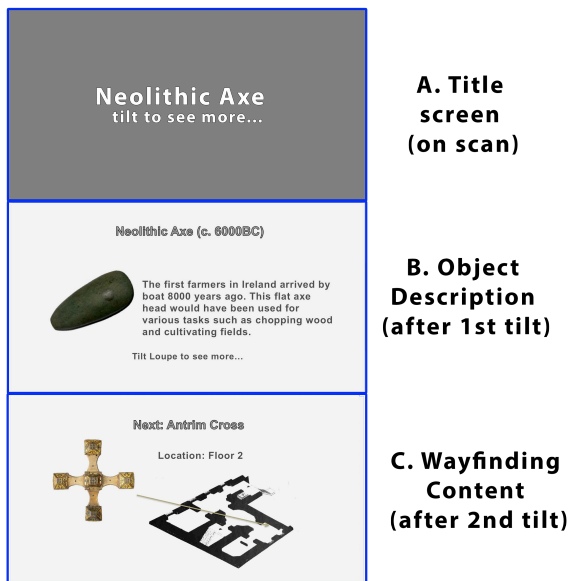 Neolithic Axe
tilt to see more...
A. Title
screen
(on scan)
Neolithic Axe (c. 6000BC)
The first farmers in Ireland arrived by
boat 8000 years ago. This flat axe
head would have been used for
various tasks such as chopping wood
and cultivating fields.
Tilt Loupe to see more...
B. Object
Description
(after 1st tilt)
Next: Antrim Cross
Location: Floor 2
C. Wayfinding
Content
(after 2nd tilt)